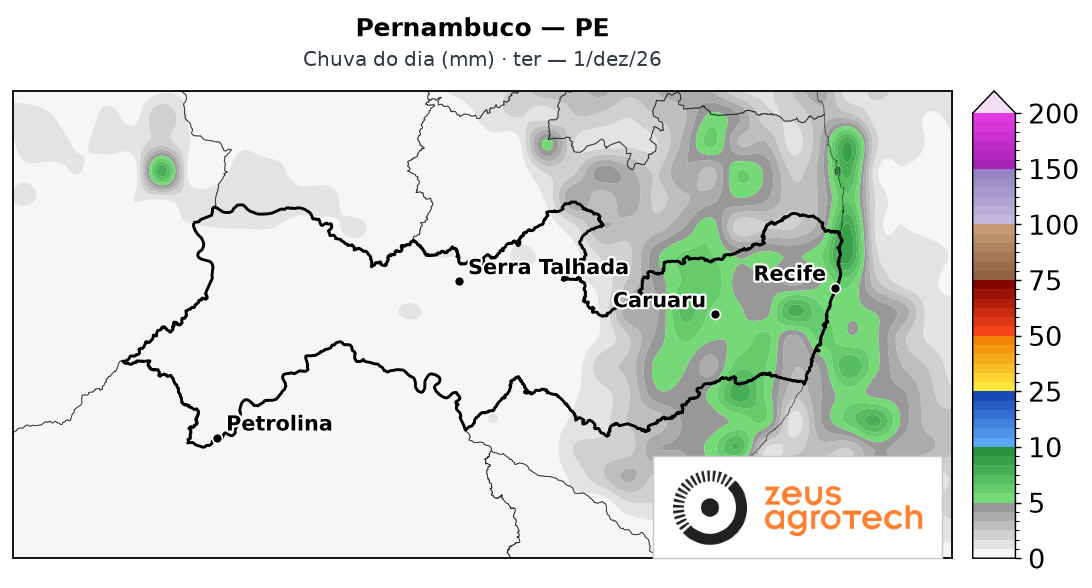 Pernambuco — PE
Chuva do dia (mm) · ter — 1/dez/26
Serra Talhada
Recife
Caruaru
Petrolina
200
150
100
75
50
25
10
5
0
zeus
agrotech